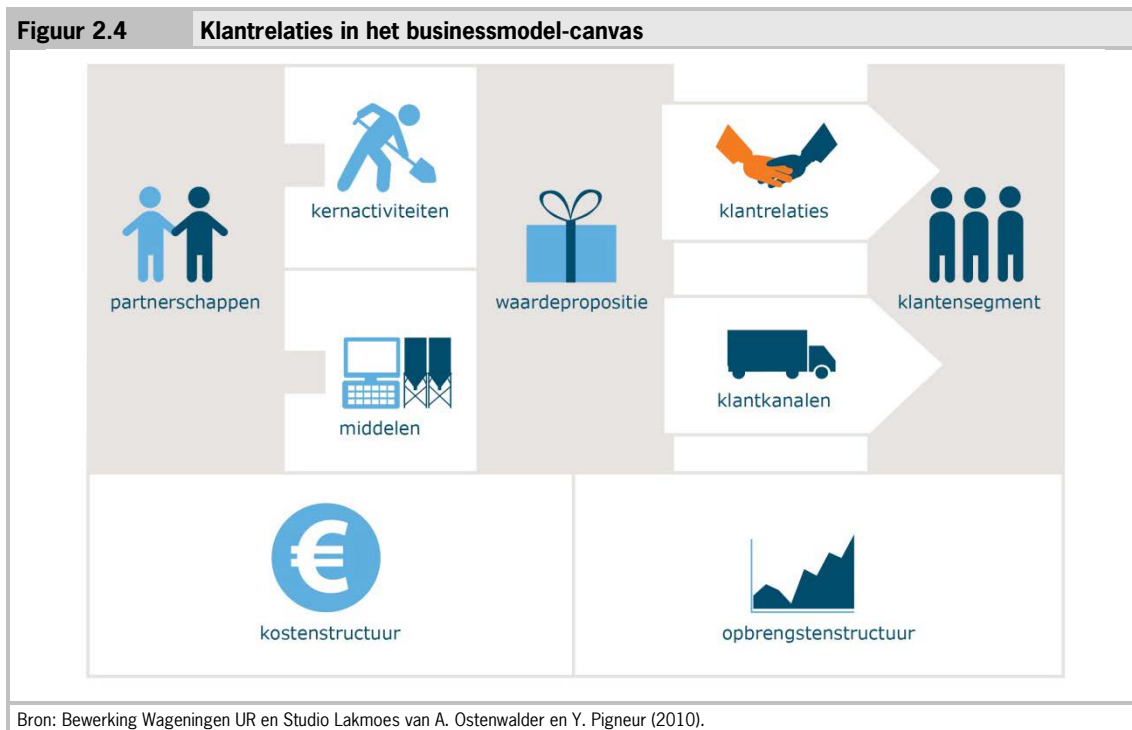 Figuur 2.4 Klantrelaties in het businessmodel-canvas
kernactiviteiten
klantrelaties
partnerschappen
waardepropositie
klantensegment
middelen
klantkanalen
€
kostenstructuur
opbrengstenstructuur
Bron: Bewerking Wageningen UR en Studio Lakmoes van A. Ostenwalder en Y. Pigneur (2010).